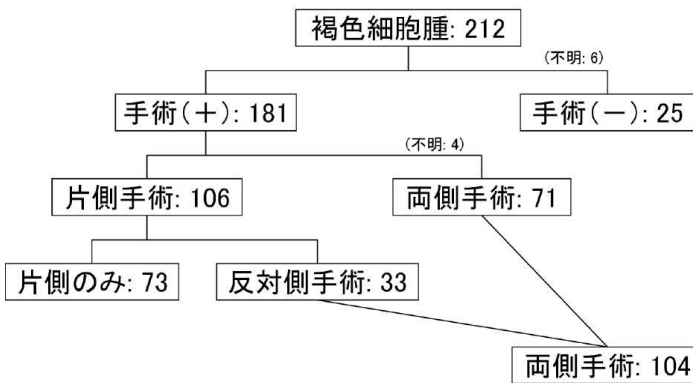 褐色細胞腫: 212
(不明: 6)
手術(＋): 181
手術(－): 25
(不明: 4)
片側手術: 106
両側手術: 71
片側のみ: 73
反対側手術: 33
両側手術: 104